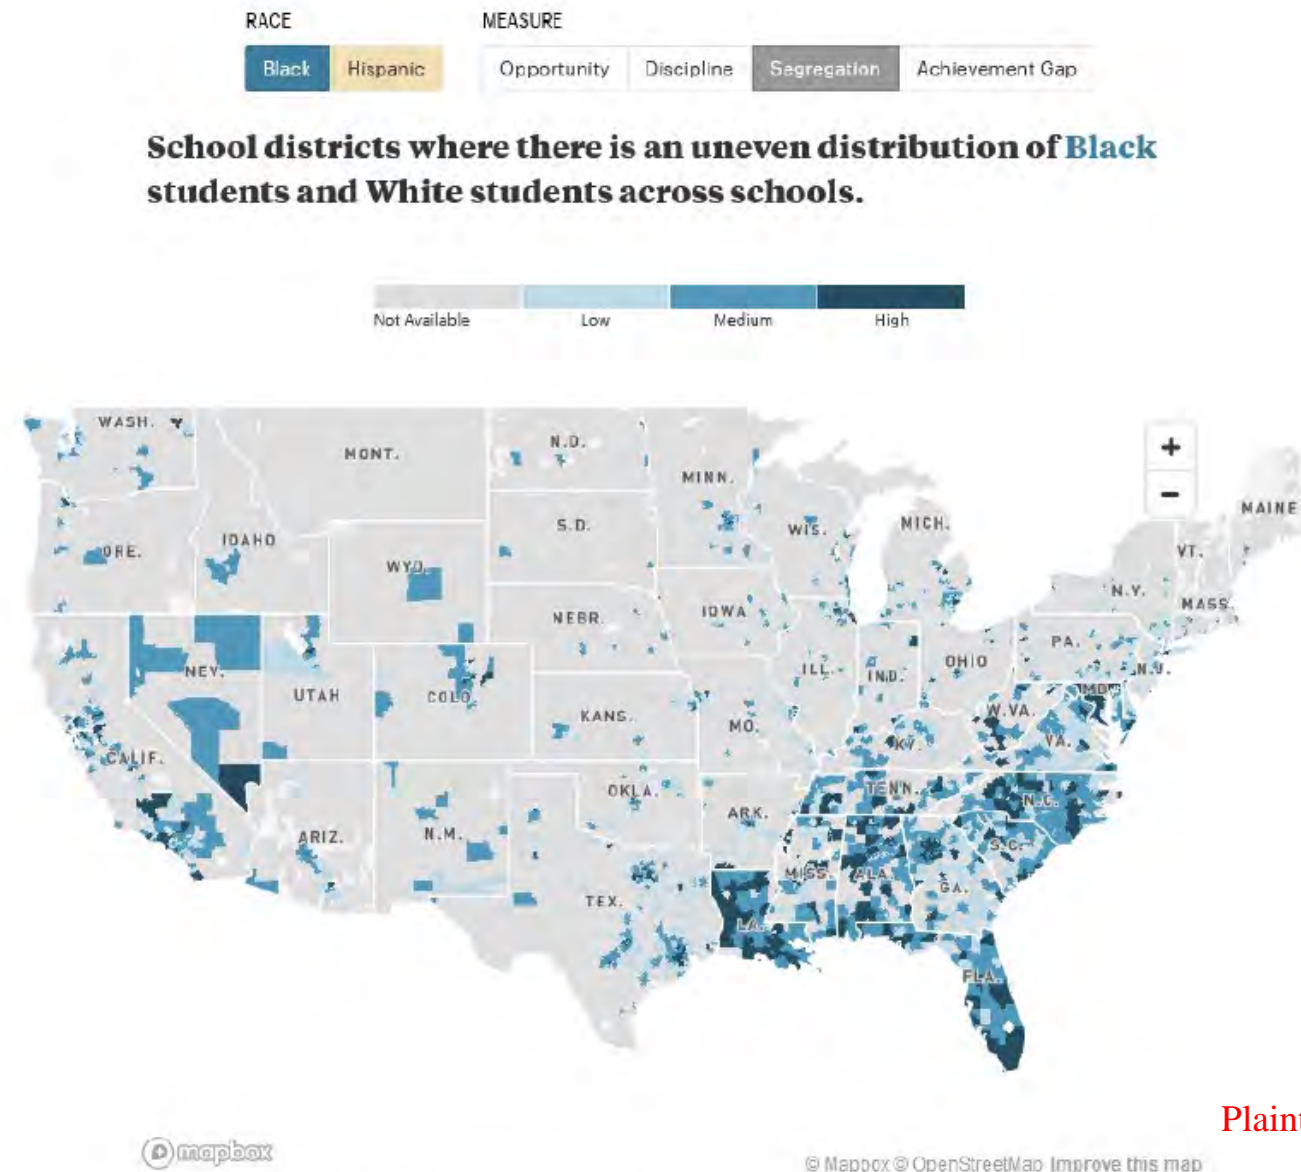 RACE MEASURE
Black Hispanic Opportunity Discipline Segregation Achievement Gap
School districts where there is an uneven distribution of Black
students and White students across schools.
Not Available Low Medium High
WASH.
MONT.
N.D.
MINN.
+
−
MAINE
ORE.
IDAHO
S.D.
WIS.
MICH.
VT.
WYO.
N.Y.
MASS.
NEBR.
IOWA
PA.
NEV.
UTAH
COLO.
ILL.
IND.
OHIO
N.J.
MD.
KANS.
MO.
W.VA.
CALIF.
KY.
VA.
OKLA.
TENN.
N.C.
ARIZ.
N.M.
ARK.
S.C.
MISS.
ALA.
GA.
TEX.
LA.
FLA.
Plaint
mapbox
© Mapbox © OpenStreetMap Improve this map